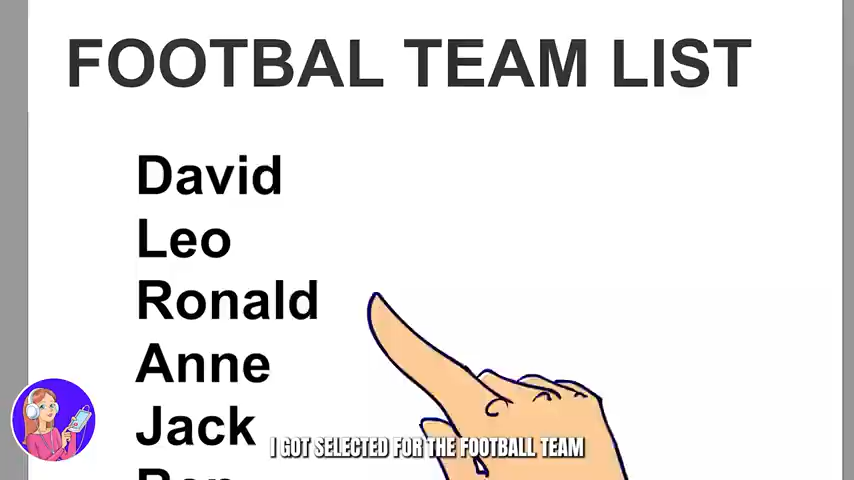 FOOTBAL TEAM LIST
David
Leo
Ronald
Anne
Jack
I GOT SELECTED FOR THE FOOTBALL TEAM